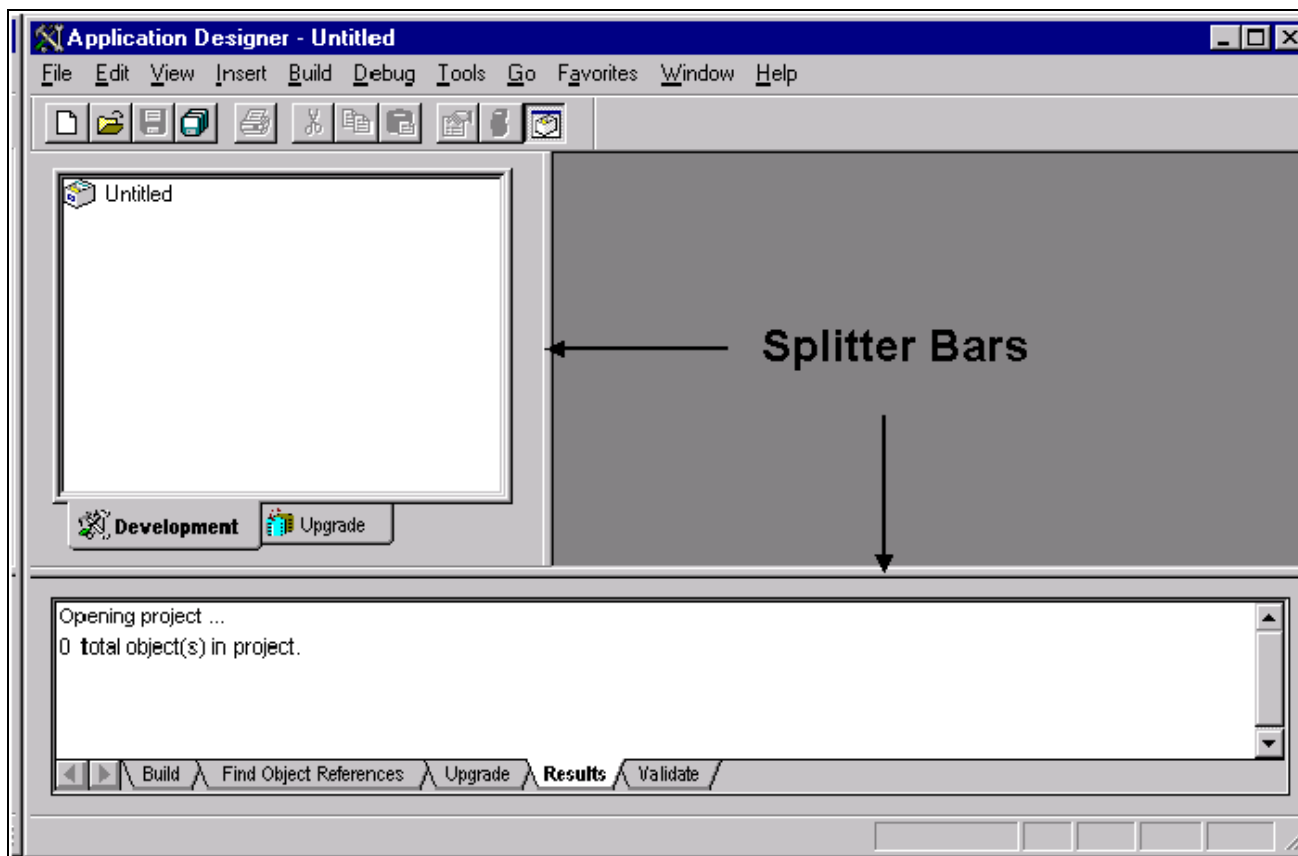 Application Designer - Untitled
File Edit View Insert Build Debug Tools Go Favorites Window Help
Untitled
Splitter Bars
Development Upgrade
Opening project ...
0 total object(s) in project.
Build Find Object References Upgrade Results Validate